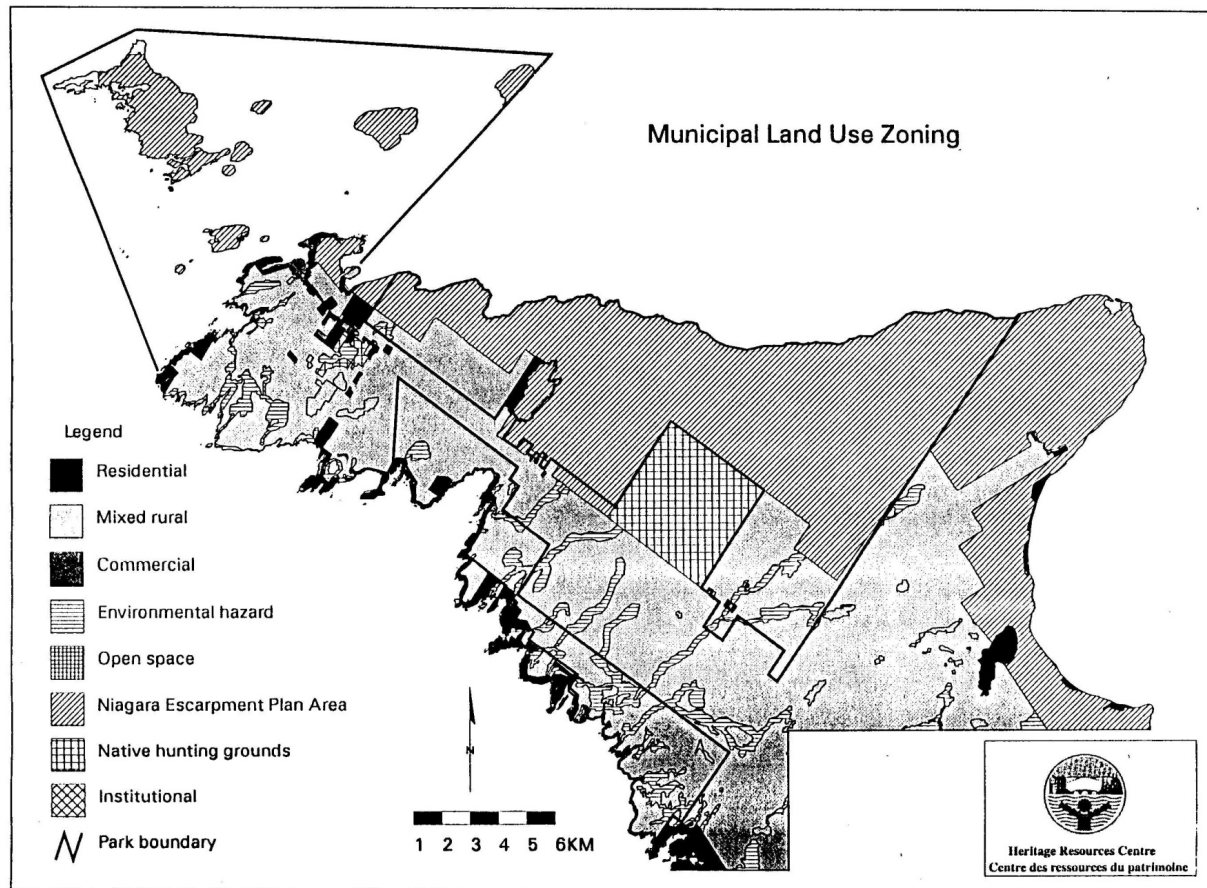 Municipal Land Use Zoning
Legend
Residential
Mixed rural
Commercial
Environmental hazard
Open space
Niagara Escarpment Plan Area
Native hunting grounds
Institutional
Park boundary
N
1 2 3 4 5 6KM
Heritage Resources Centre
Centre des ressources du patrimoine